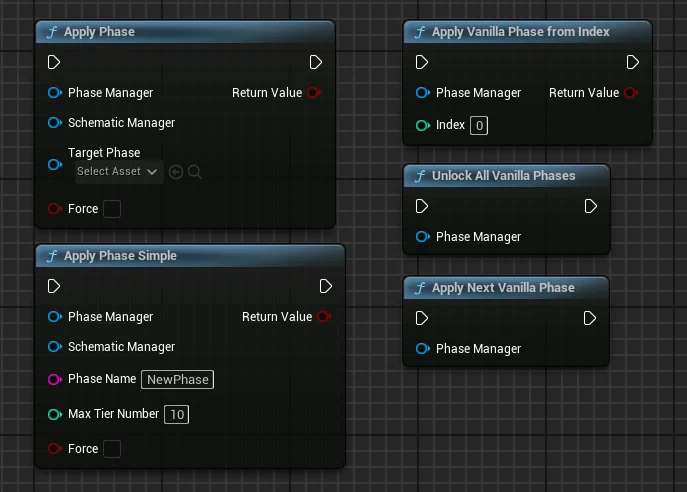 Apply Phase
Phase Manager Return Value
Schematic Manager
Target Phase
Select Asset
Force
Apply Phase Simple
Phase Manager Return Value
Schematic Manager
Phase Name NewPhase
Max Tier Number 10
Force
Apply Vanilla Phase from Index
Phase Manager Return Value
Index 0
Unlock All Vanilla Phases
Phase Manager
Apply Next Vanilla Phase
Phase Manager